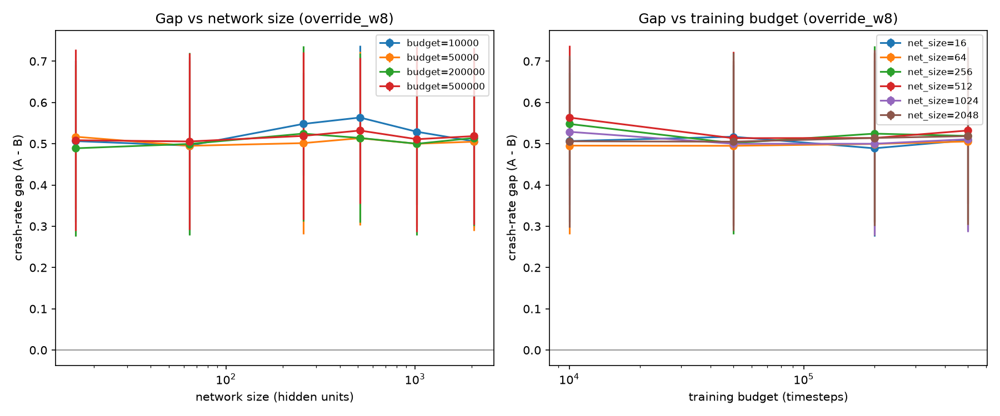 Gap vs network size (override_w8)
crash-rate gap (A - B)
0.7
0.6
0.5
0.4
0.3
0.2
0.1
0.0
10²
10³
network size (hidden units)
budget=10000
budget=50000
budget=200000
budget=500000
Gap vs training budget (override_w8)
crash-rate gap (A - B)
0.7
0.6
0.5
0.4
0.3
0.2
0.1
0.0
10⁴
10⁵
training budget (timesteps)
net_size=16
net_size=64
net_size=256
net_size=512
net_size=1024
net_size=2048